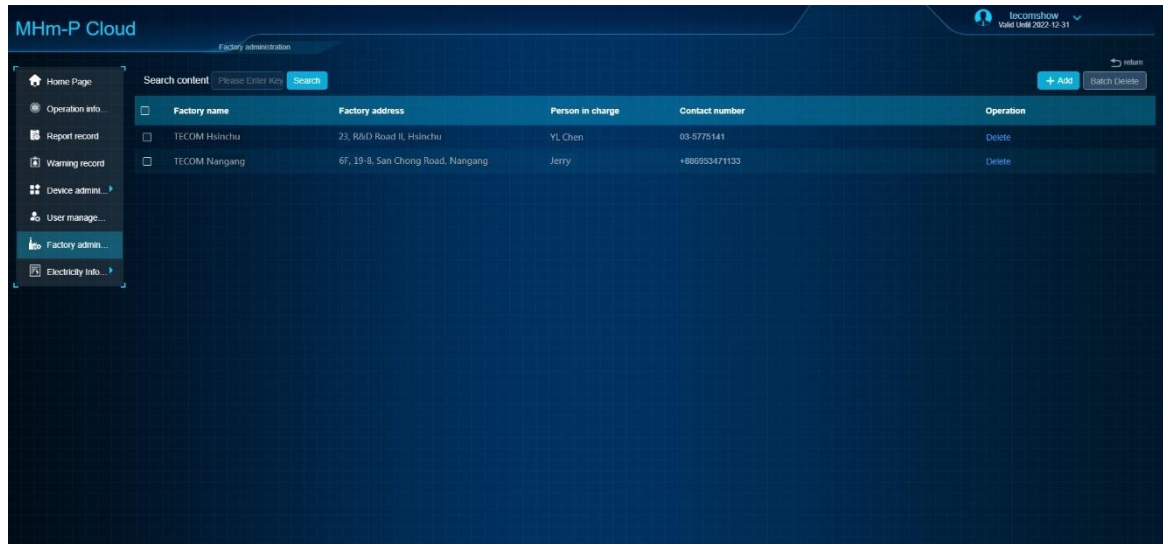 MHm-P Cloud
tecomshow
Valid Until 2022-12-31
Factory administration
return
Home Page
Operation info...
Report record
Warning record
Device admini...
User manage...
Factory admin...
Electricity Info...
Search content Please Enter Key Search + Add Batch Delete
Factory name Factory address Person in charge Contact number Operation
TECOM Hsinchu 23, R&D Road II, Hsinchu YL Chen 03-5775141 Delete
TECOM Nangang 6F, 19-8, San Chong Road, Nangang Jerry +886953471133 Delete